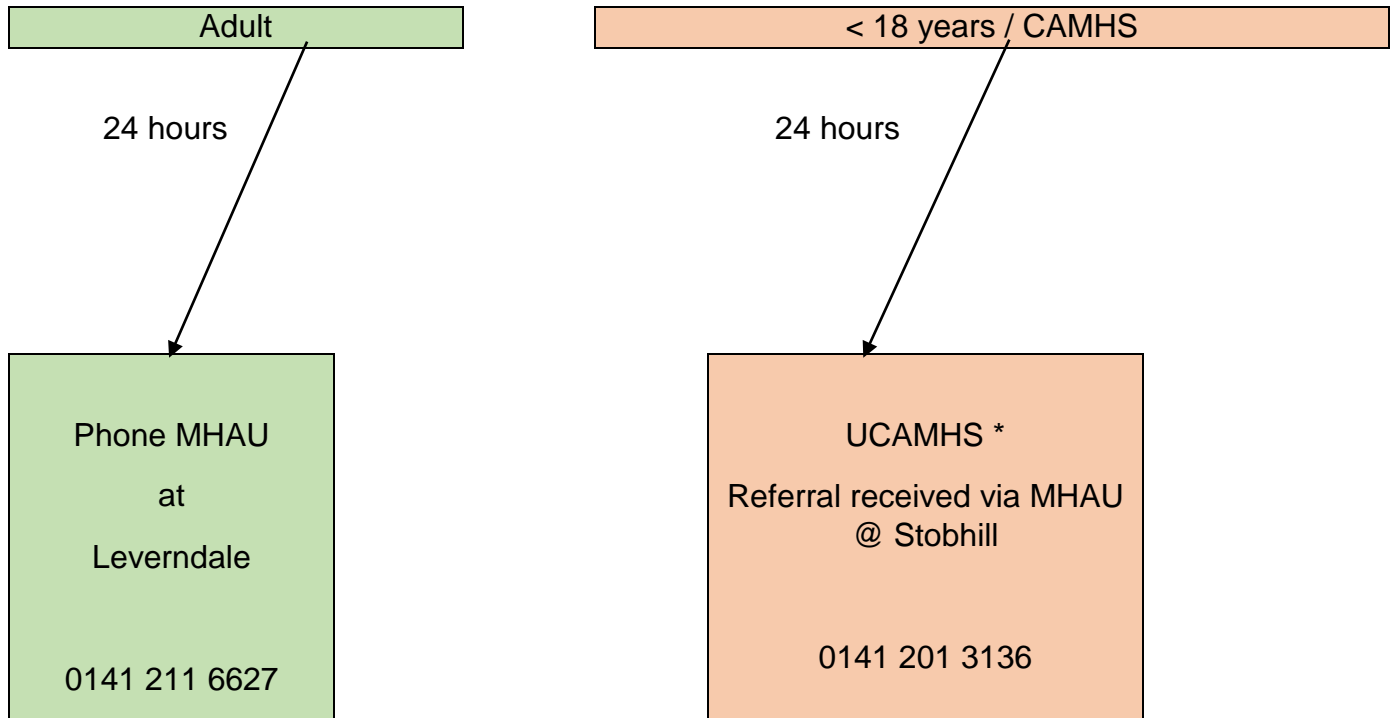 Adult
< 18 years / CAMHS
24 hours
24 hours
Phone MHAU
at
Leverndale
0141 211 6627
UCAMHS *
Referral received via MHAU
@ Stobhill
0141 201 3136